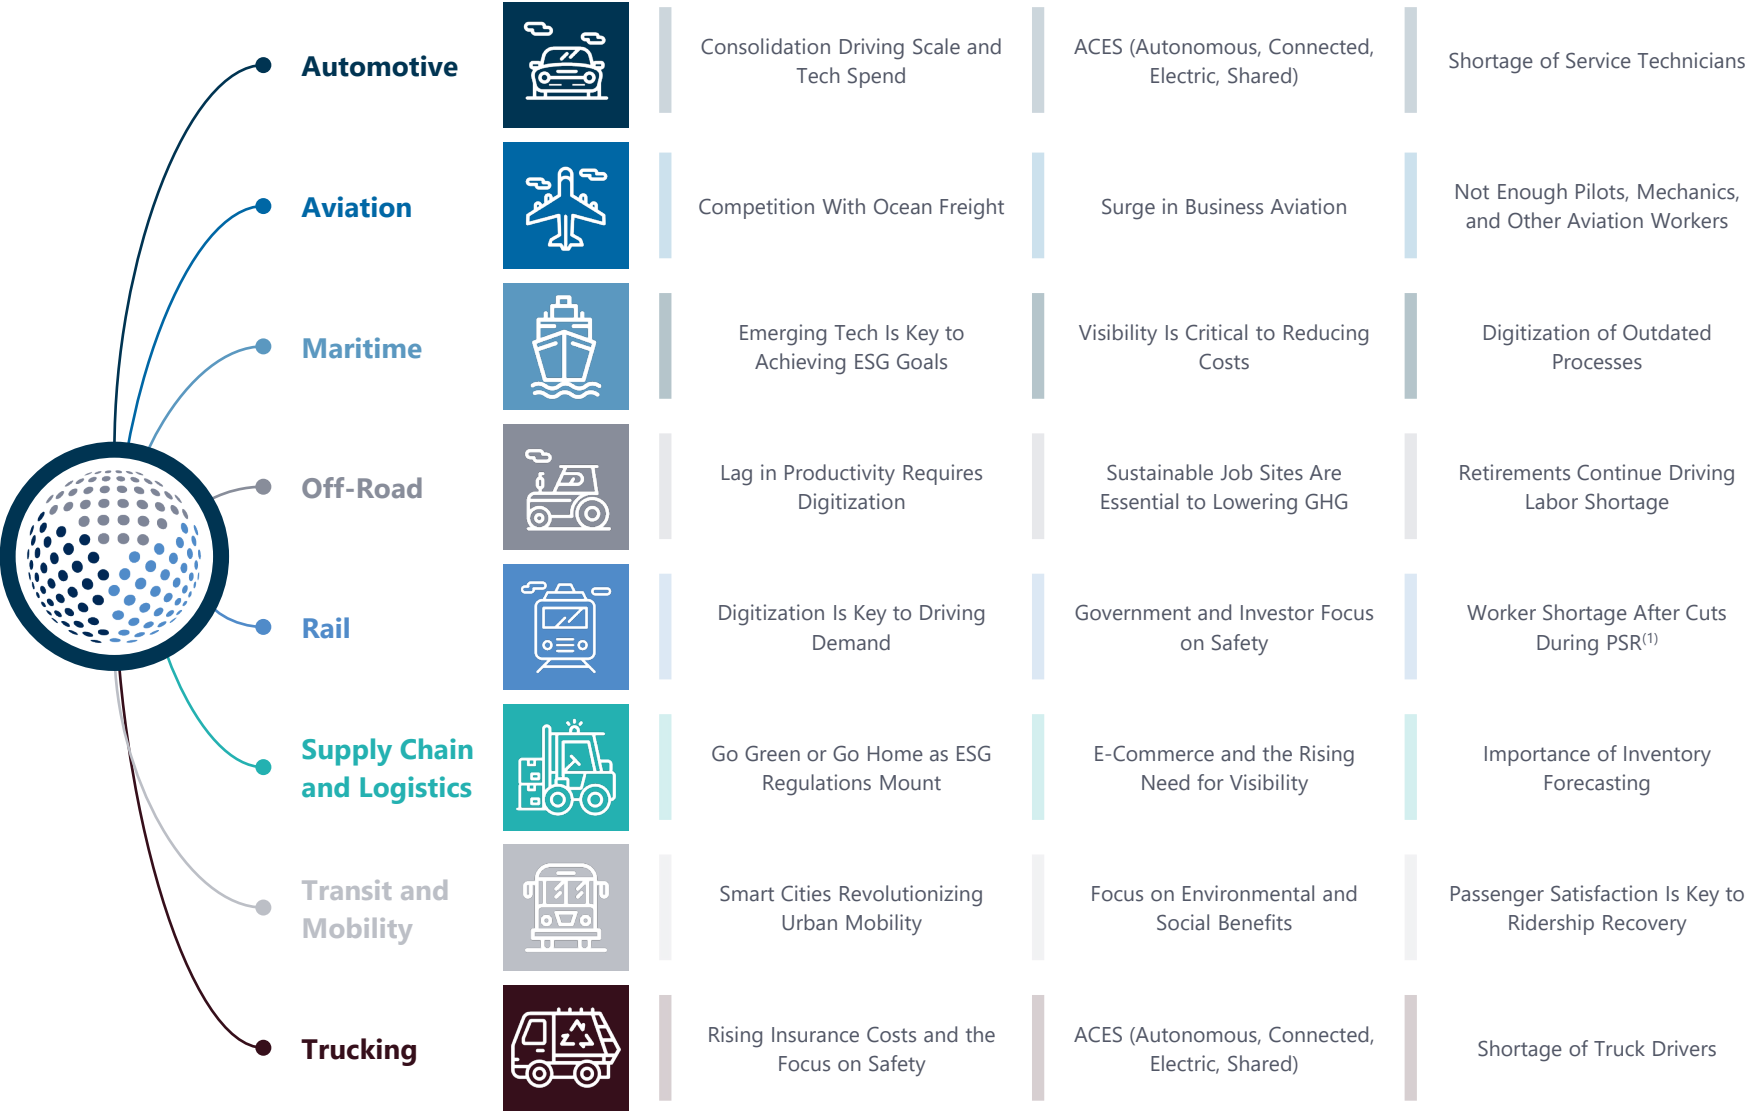 Automotive
Consolidation Driving Scale and
Tech Spend
ACES (Autonomous, Connected,
Electric, Shared)
Shortage of Service Technicians
Aviation
Competition With Ocean Freight
Surge in Business Aviation
Not Enough Pilots, Mechanics,
and Other Aviation Workers
Maritime
Emerging Tech Is Key to
Achieving ESG Goals
Visibility Is Critical to Reducing
Costs
Digitization of Outdated
Processes
Off-Road
Lag in Productivity Requires
Digitization
Sustainable Job Sites Are
Essential to Lowering GHG
Retirements Continue Driving
Labor Shortage
Rail
Digitization Is Key to Driving
Demand
Government and Investor Focus
on Safety
Worker Shortage After Cuts
During PSR(1)
Supply Chain
and Logistics
Go Green or Go Home as ESG
Regulations Mount
E-Commerce and the Rising
Need for Visibility
Importance of Inventory
Forecasting
Transit and
Mobility
Smart Cities Revolutionizing
Urban Mobility
Focus on Environmental and
Social Benefits
Passenger Satisfaction Is Key to
Ridership Recovery
Trucking
Rising Insurance Costs and the
Focus on Safety
ACES (Autonomous, Connected,
Electric, Shared)
Shortage of Truck Drivers